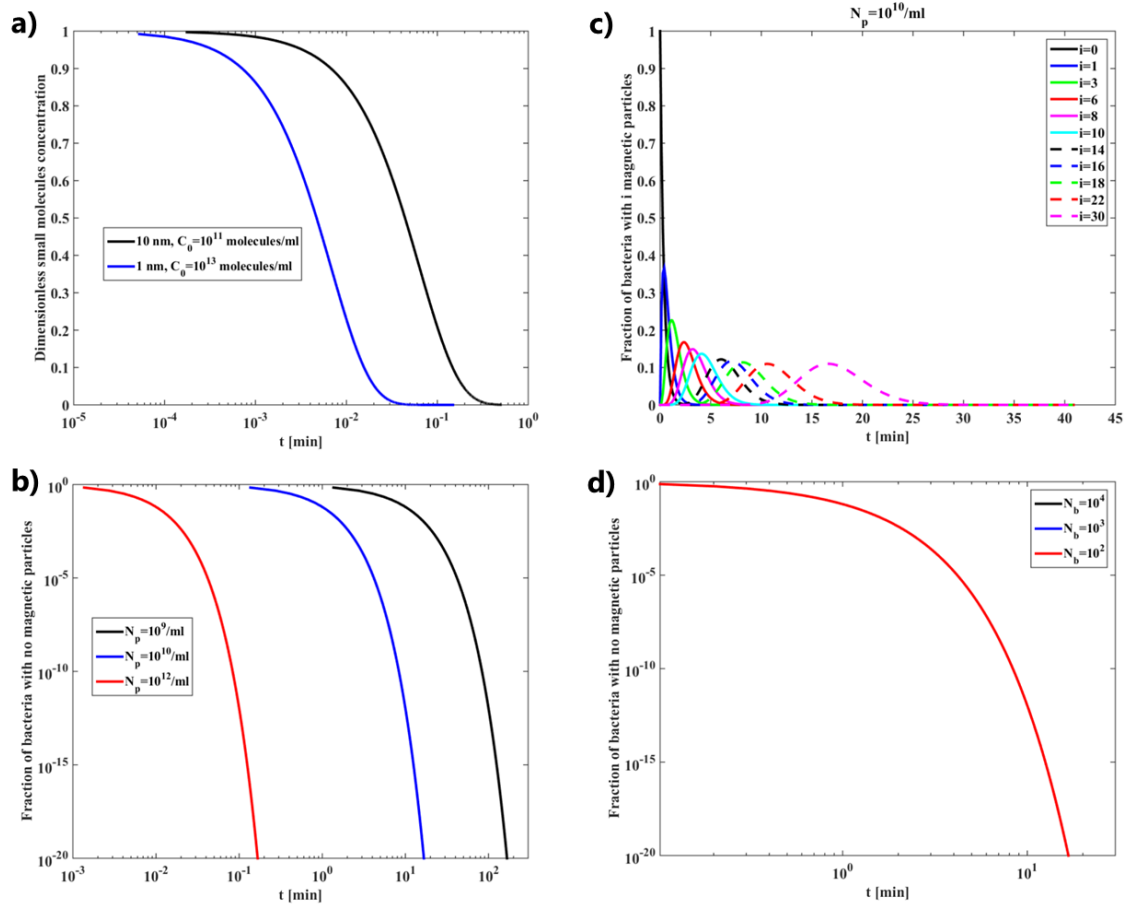 a)
Dimensionless small molecules concentration
1
0.9
0.8
0.7
0.6
0.5
0.4
0.3
0.2
0.1
0
10 nm, C₀=10¹¹ molecules/ml
1 nm, C₀=10¹³ molecules/ml
10⁻⁵ 10⁻⁴ 10⁻³ 10⁻² 10⁻¹ 10⁰
t [min]
c)
Nₚ=10¹⁰/ml
Fraction of bacteria with i magnetic particles
1
0.9
0.8
0.7
0.6
0.5
0.4
0.3
0.2
0.1
0
i=0
i=1
i=3
i=6
i=8
i=10
i=14
i=16
i=18
i=22
i=30
0 5 10 15 20 25 30 35 40 45
t [min]
b)
Fraction of bacteria with no magnetic particles
10⁰
10⁻⁵
10⁻¹⁰
10⁻¹⁵
10⁻²⁰
Nₚ=10⁹/ml
Nₚ=10¹⁰/ml
Nₚ=10¹²/ml
10⁻³ 10⁻² 10⁻¹ 10⁰ 10¹ 10²
t [min]
d)
Fraction of bacteria with no magnetic particles
10⁰
10⁻⁵
10⁻¹⁰
10⁻¹⁵
10⁻²⁰
N_b=10⁴
N_b=10³
N_b=10²
10⁰ 10¹
t [min]